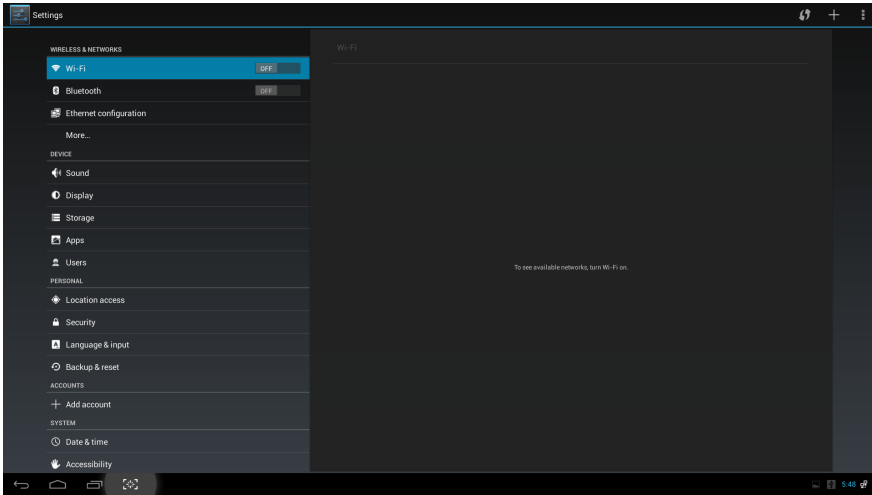 Settings
WIRELESS & NETWORKS
Wi-Fi
OFF
Bluetooth
OFF
Ethernet configuration
More...
DEVICE
Sound
Display
Storage
Apps
Users
PERSONAL
Location access
Security
Language & input
Backup & reset
ACCOUNTS
Add account
SYSTEM
Date & time
Accessibility
Wi-Fi
To see available networks, turn Wi-Fi on.
5:48